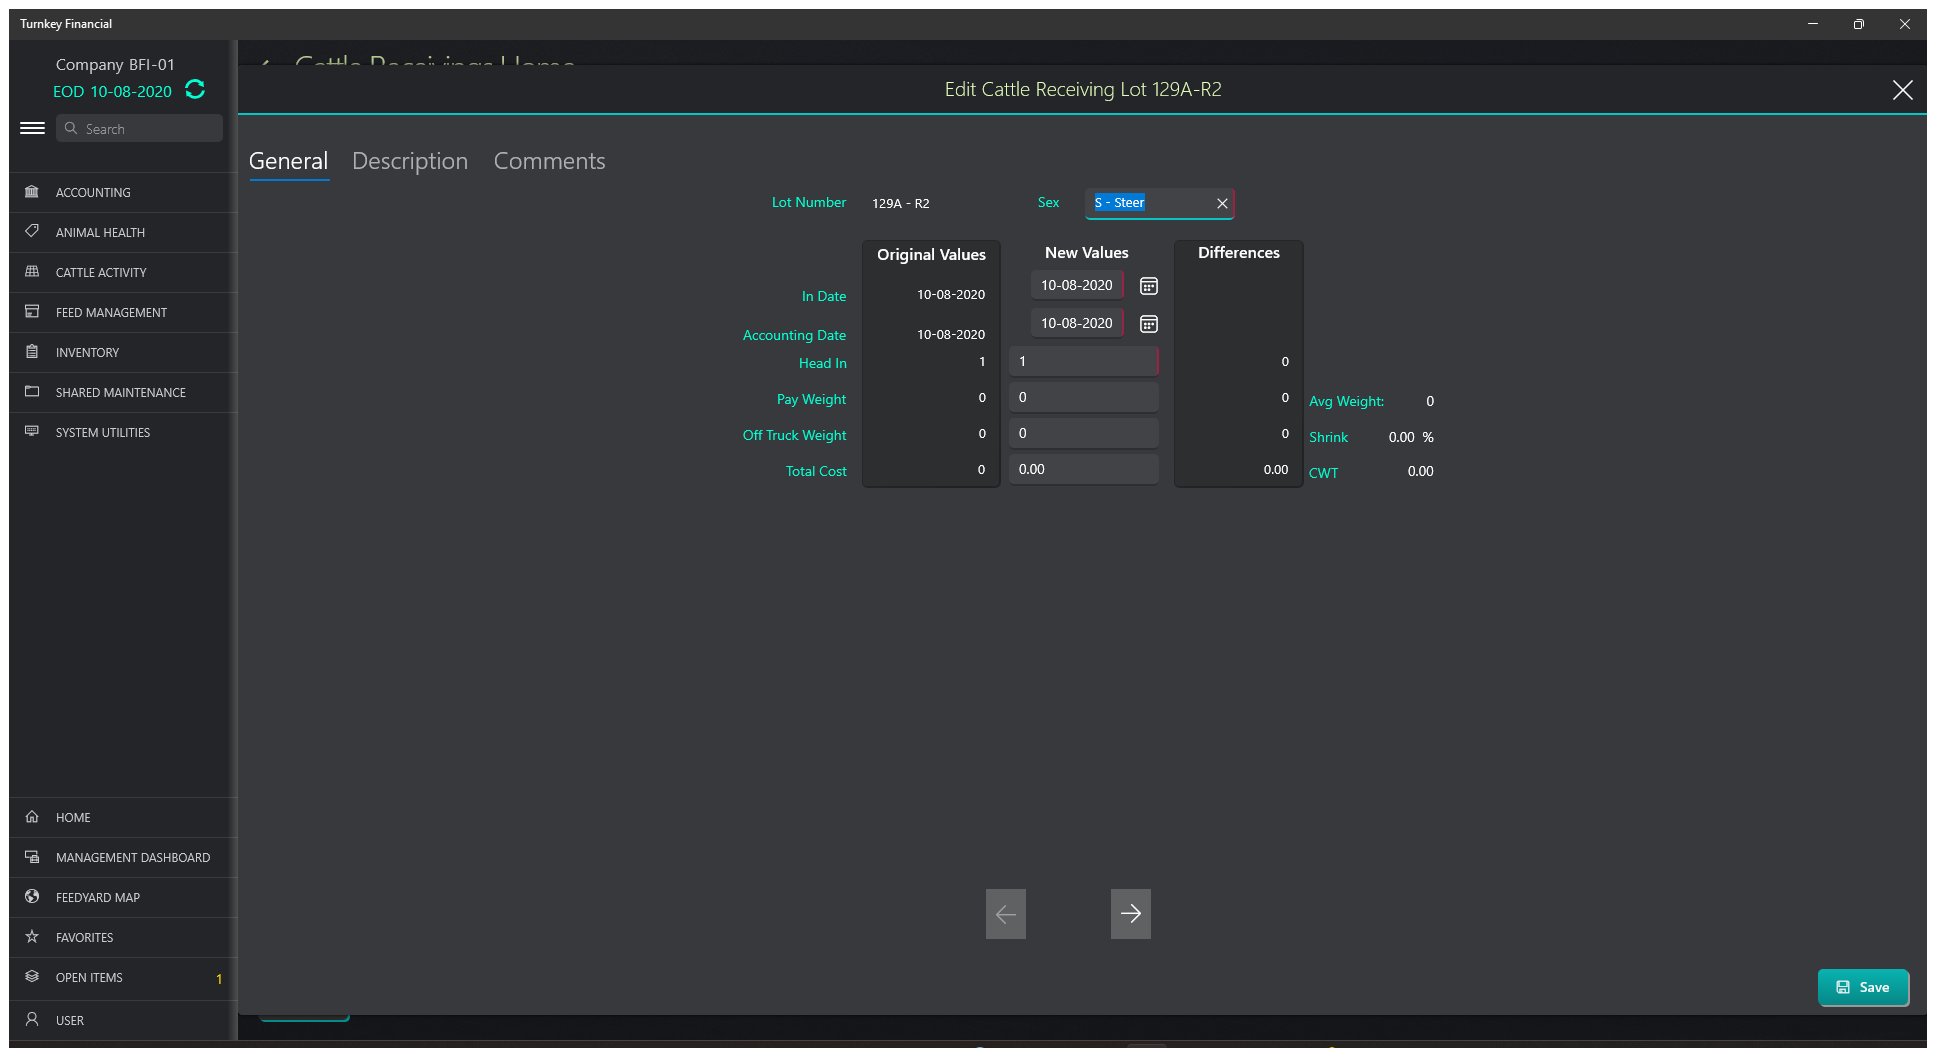 Turnkey Financial
Company BFI-01
EOD 10-08-2020
Search
ACCOUNTING
ANIMAL HEALTH
CATTLE ACTIVITY
FEED MANAGEMENT
INVENTORY
SHARED MAINTENANCE
SYSTEM UTILITIES
HOME
MANAGEMENT DASHBOARD
FEEDYARD MAP
FAVORITES
OPEN ITEMS 1
USER
Cattle Receivings Home
Edit Cattle Receiving Lot 129A-R2
General Description Comments
Lot Number 129A - R2 Sex S - Steer
Original Values New Values Differences
In Date 10-08-2020 10-08-2020
Accounting Date 10-08-2020 10-08-2020
Head In 1 1 0
Pay Weight 0 0 0 Avg Weight: 0
Off Truck Weight 0 0 0 Shrink 0.00 %
Total Cost 0 0.00 0.00 CWT 0.00
Save